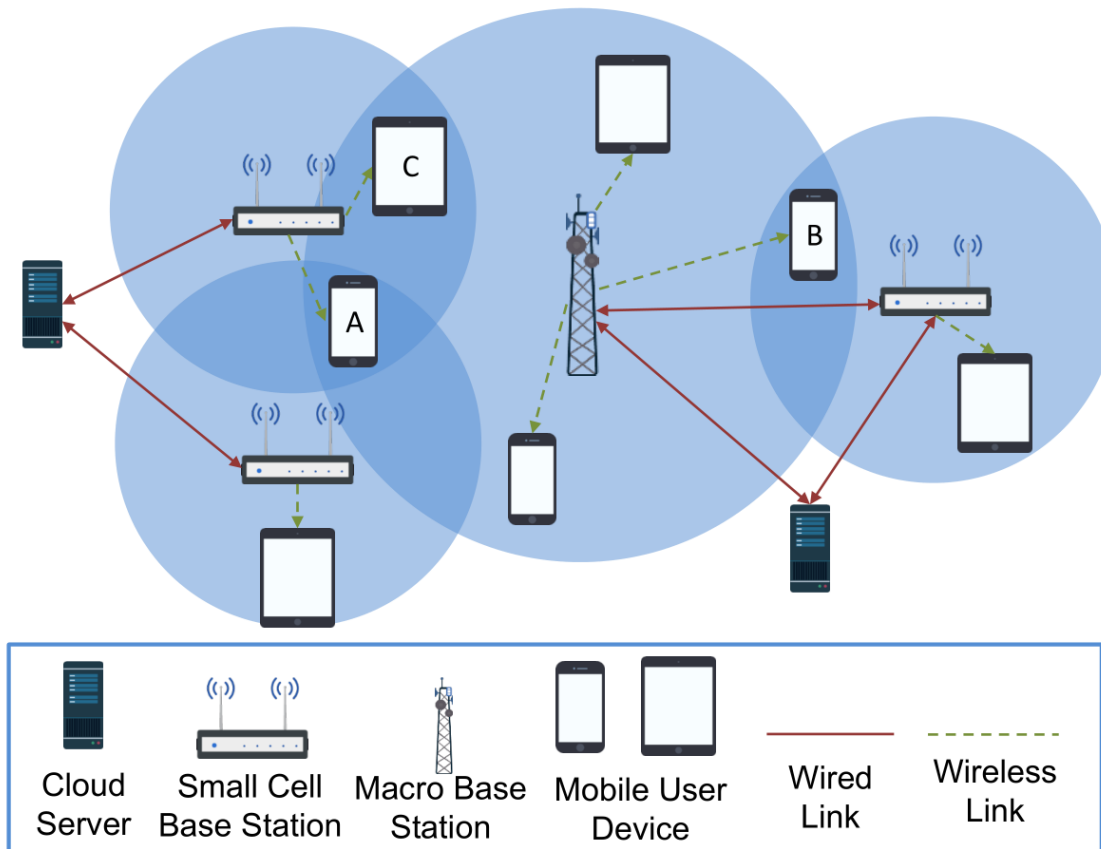 C
B
A
Cloud
Server
Small Cell
Base Station
Macro Base
Station
Mobile User
Device
Wired
Link
Wireless
Link